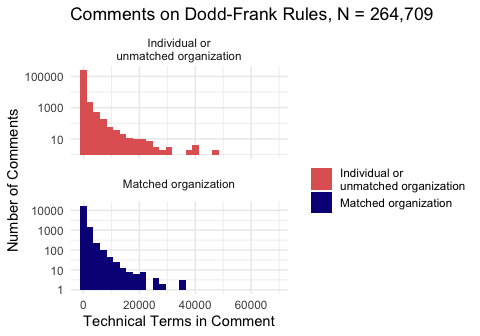 Comments on Dodd-Frank Rules, N = 264,709
Individual or
unmatched organization
100000
1000
10
Matched organization
10000
1000
100
10
1
0
20000
40000
60000
Technical Terms in Comment
Number of Comments
Individual or
unmatched organization
Matched organization